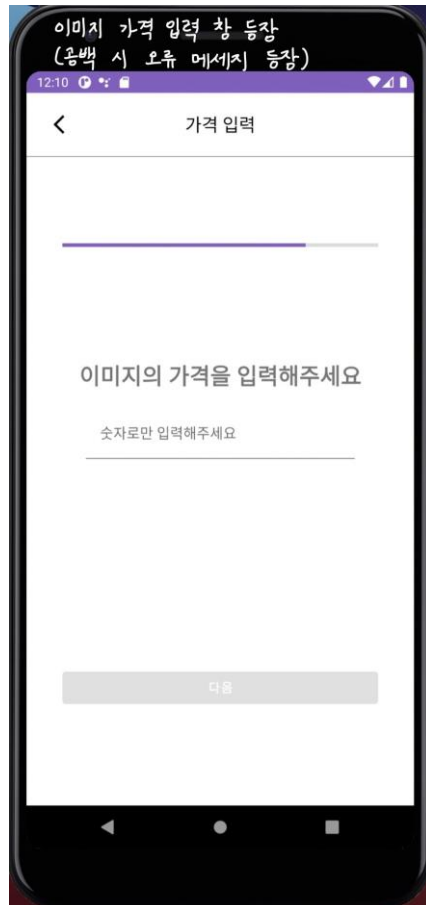 이미지 가격 입력 창 등장
(공백 시 오류 메세지 등장)
12:10
가격 입력
이미지의 가격을 입력해주세요
숫자로만 입력해주세요
다음